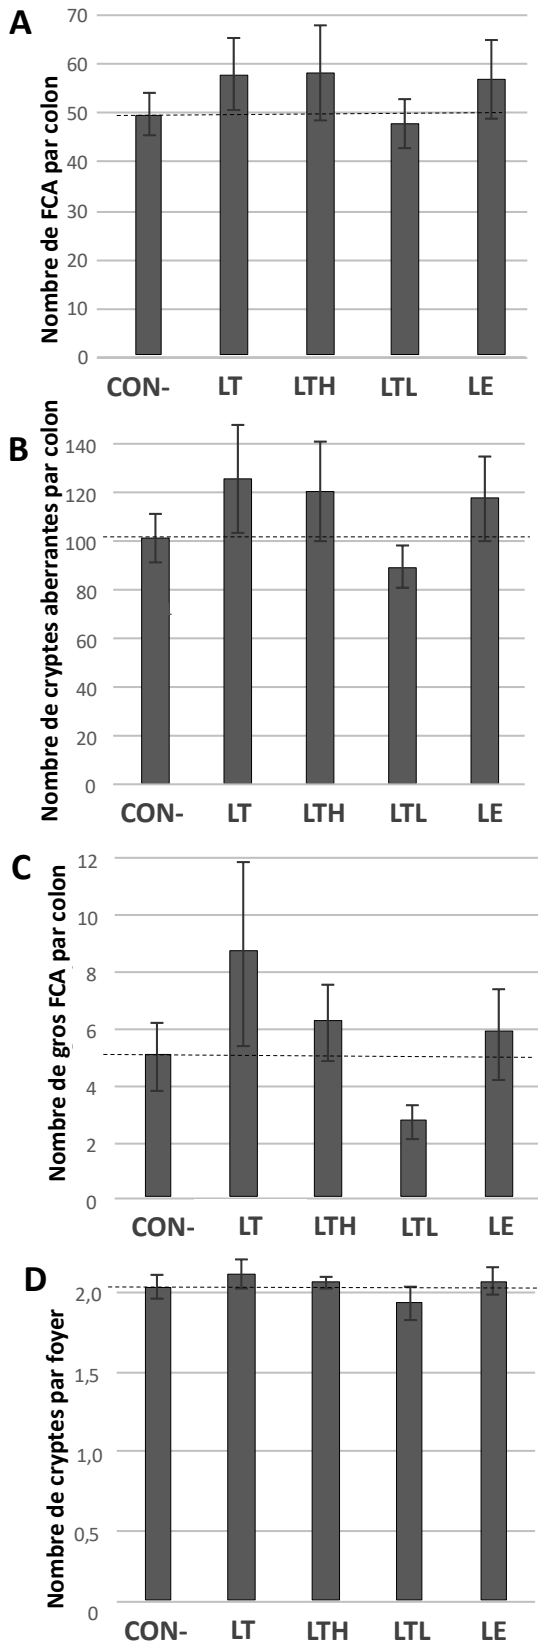 A
Nombre de FCA par colon
70
60
50
40
30
20
10
0
CON- LT LTH LTL LE
B
Nombre de cryptes aberrantes par colon
140
120
100
80
60
40
20
0
CON- LT LTH LTL LE
C
Nombre de gros FCA par colon
12
10
8
6
4
2
0
CON- LT LTH LTL LE
D
Nombre de cryptes par foyer
2,0
1,5
1,0
0,5
0
CON- LT LTH LTL LE